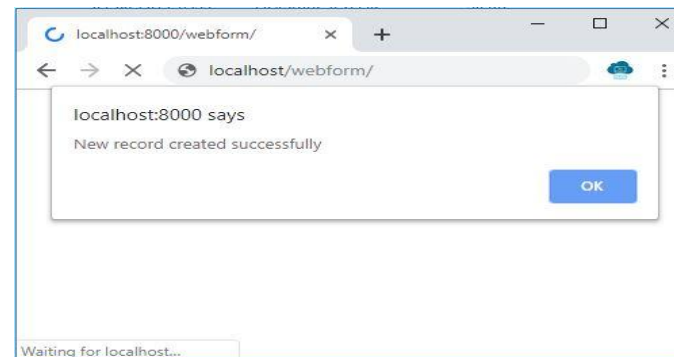 localhost:8000/webform/
localhost/webform/
localhost:8000 says
New record created successfully
OK
Waiting for localhost...